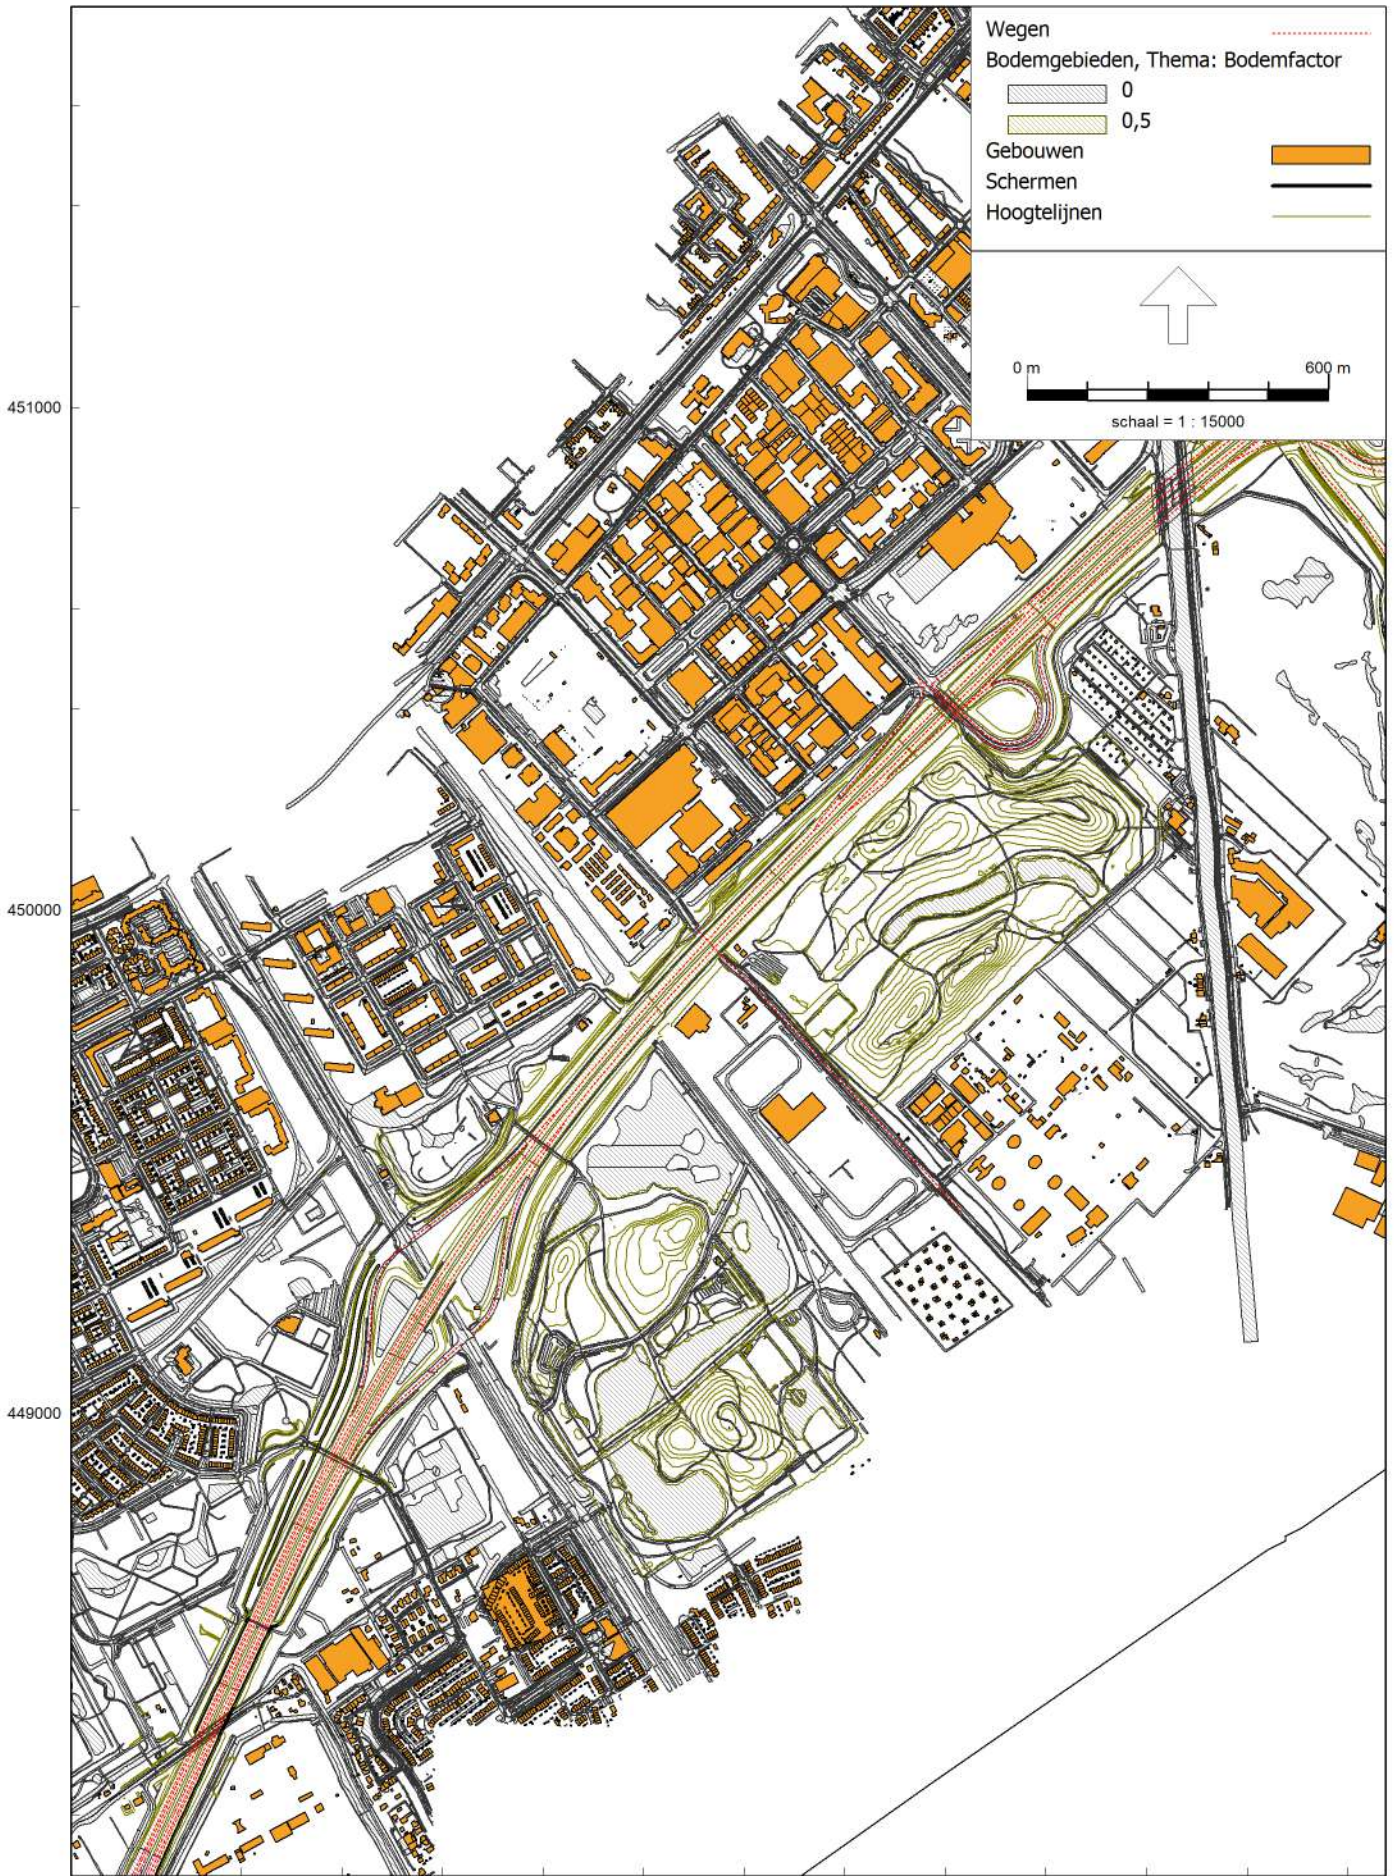 Wegen
Bodemgebieden, Thema: Bodemfactor
0
0,5
Gebouwen
Schermen
Hoogtelijnen
0 m 600 m
schaal = 1 : 15000
451000
450000
449000